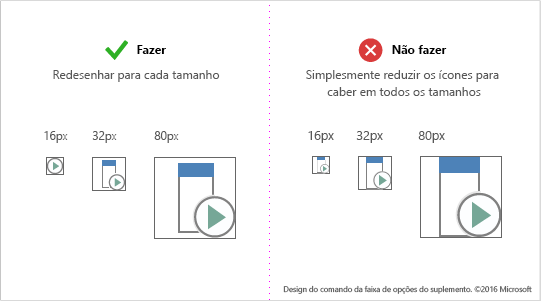 Fazer
Redesenhar para cada tamanho
16px 32px 80px
Não fazer
Simplesmente reduzir os ícones para
caber em todos os tamanhos
16px 32px 80px
Design do comando da faixa de opções do suplemento. ©2016 Microsoft